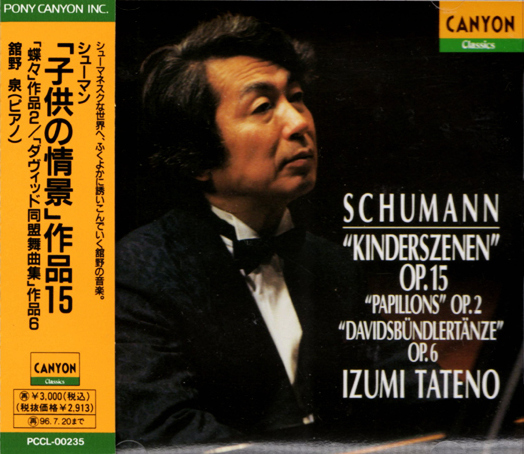 PONY CANYON INC.
シューマネスクな世界へ、ふくよかに誘いこんでいく舘野の音楽。
シューマン
「子供の情景」作品15
「蝶々」作品2/「ダヴィッド同盟舞曲集」作品6
舘野 泉(ピアノ)
CANYON
Classics
再¥3,000(税込)
(税抜価格¥2,913)
再96.7.20まで
PCCL-00235
CANYON
Classics
SCHUMANN
“KINDERSZENEN”
OP.15
“PAPILLONS” OP.2
“DAVIDSBÜNDLERTÄNZE”
OP.6
IZUMI TATENO